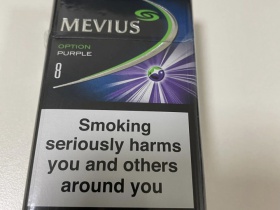 MEVIUS
OPTION
PURPLE
8
Smoking
seriously harms
you and others
around you